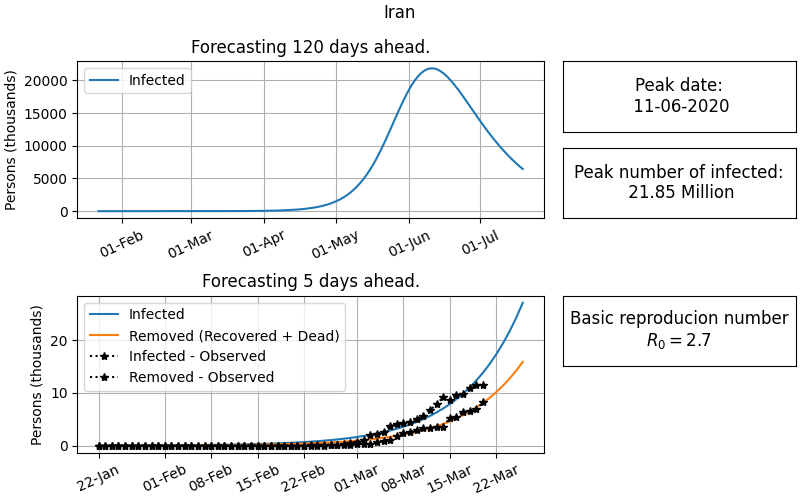 Iran
Forecasting 120 days ahead.
Persons (thousands)
20000
15000
10000
5000
0
Infected
01-Feb
01-Mar
01-Apr
01-May
01-Jun
01-Jul
Peak date:
11-06-2020
Peak number of infected:
21.85 Million
Forecasting 5 days ahead.
Persons (thousands)
20
10
0
Infected
Removed (Recovered + Dead)
Infected - Observed
Removed - Observed
22-Jan
01-Feb
08-Feb
15-Feb
22-Feb
01-Mar
08-Mar
15-Mar
22-Mar
Basic reproducion number
R₀ = 2.7